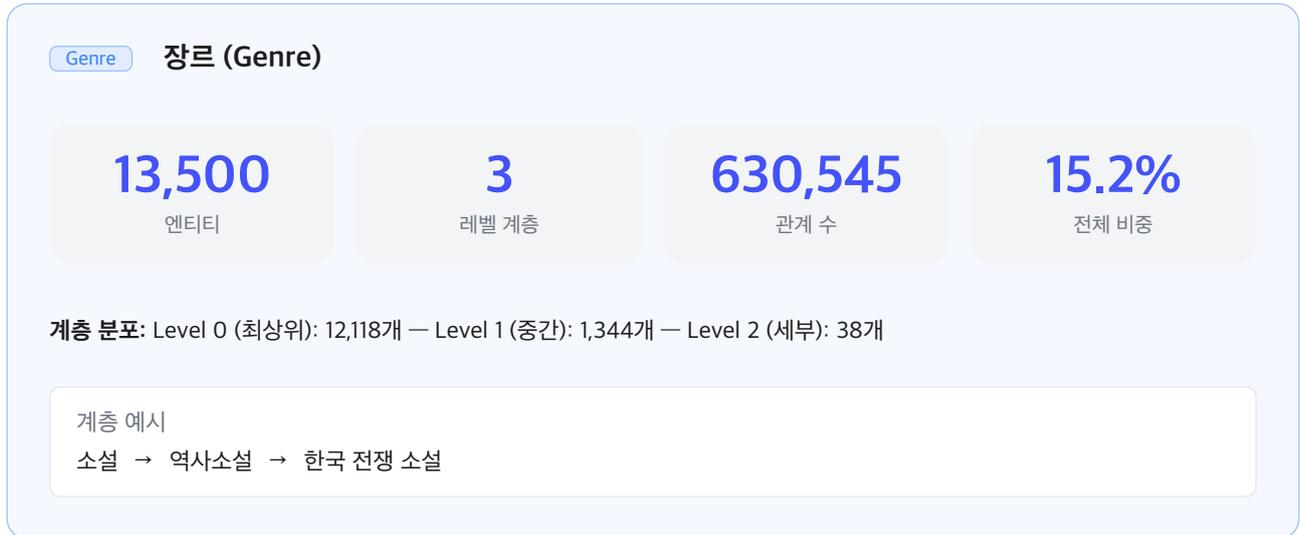 Genre 장르 (Genre)
13,500 3 630,545 15.2%
엔티티 레벨 계층 관계 수 전체 비중
계층 분포: Level 0 (최상위): 12,118개 — Level 1 (중간): 1,344개 — Level 2 (세부): 38개
계층 예시
소설 → 역사소설 → 한국 전쟁 소설